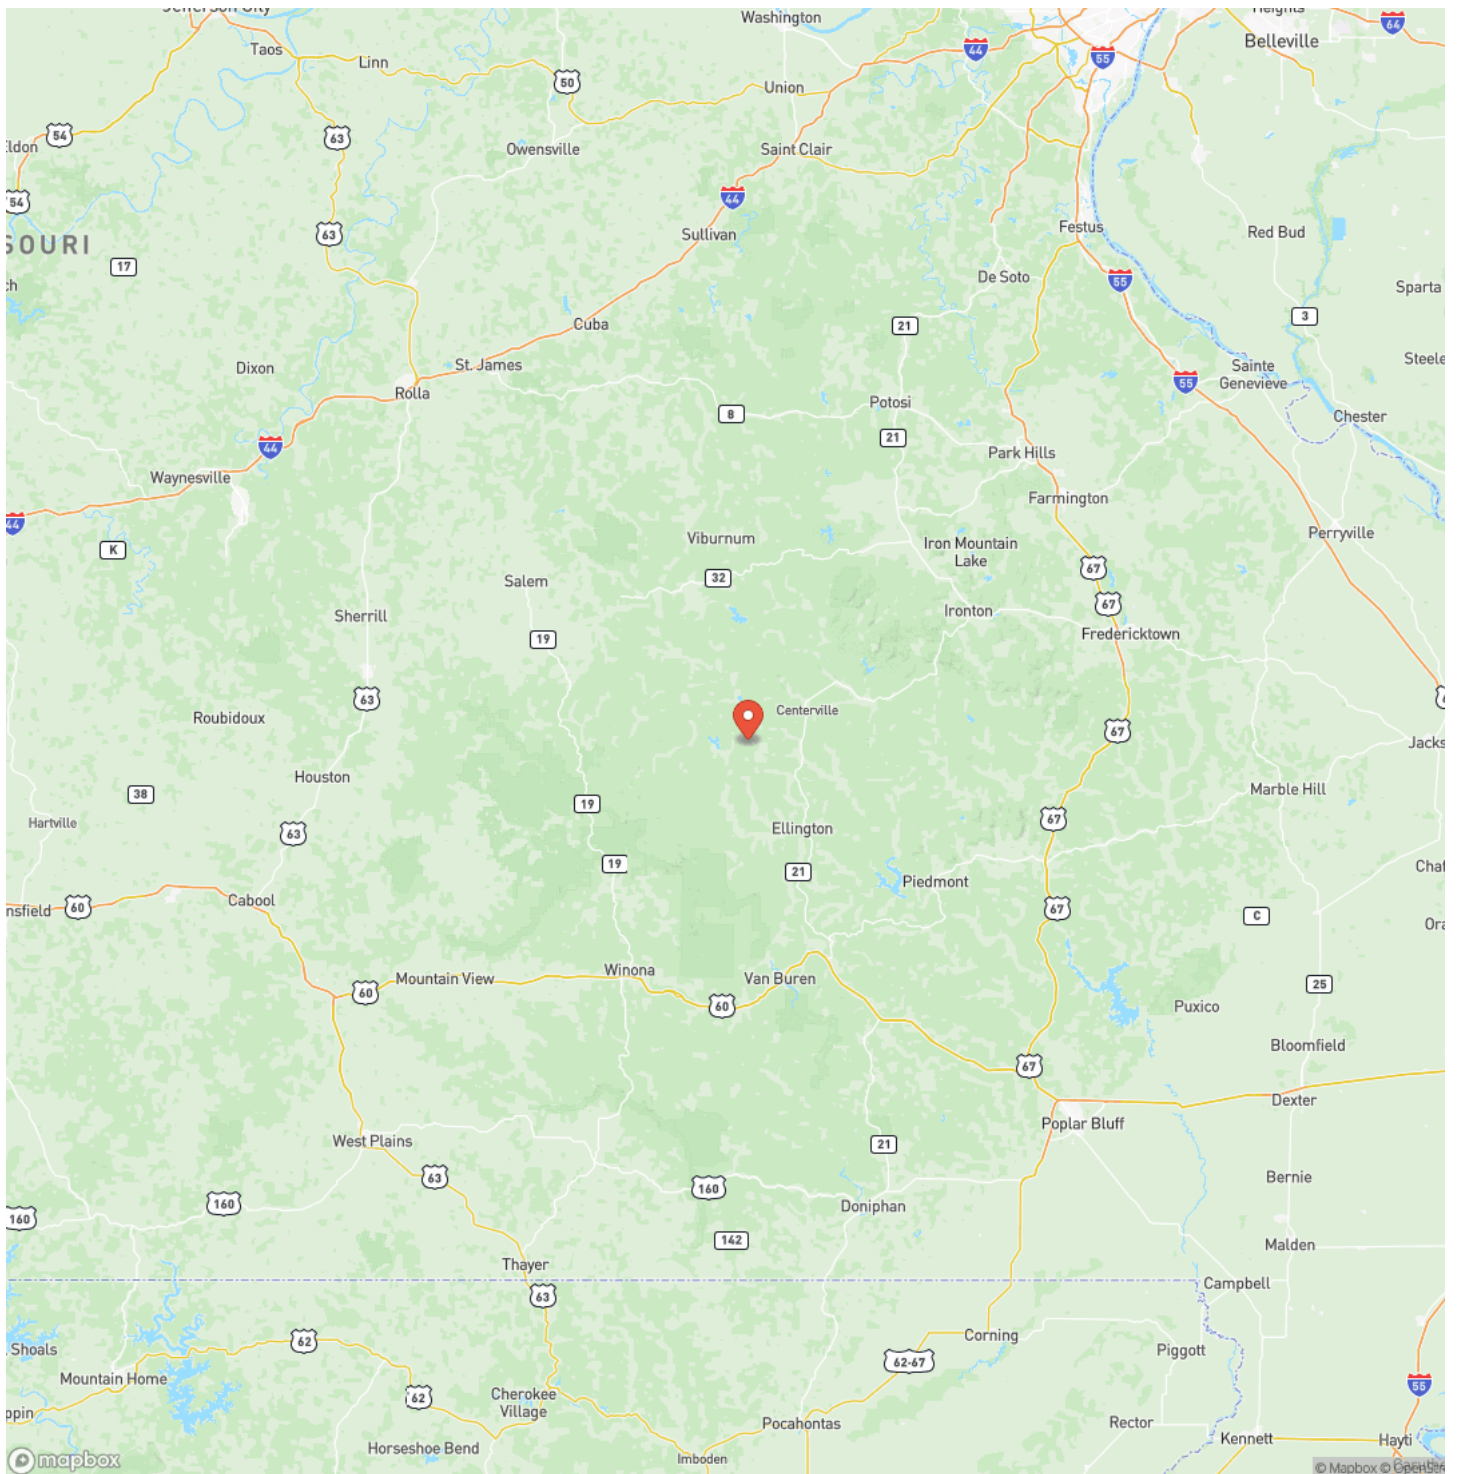 Jefferson City
Washington
Heights
64
Taos
Belleville
44
55
Linn
50
Union
54
63
Eldon
Owensville
Saint Clair
54
44
63
Sullivan
Festus
Red Bud
SOURI
17
De Soto
55
Sparta
21
3
Cuba
Dixon
St. James
Sainte
Genevieve
55
Rolla
Potosi
8
Chester
44
21
Park Hills
Waynesville
Farmington
44
Perryville
K
Viburnum
Iron Mountain
Lake
67
Salem
32
67
Sherrill
Ironton
19
Fredericktown
63
Centerville
Roubidoux
67
Jacks
Houston
38
Marble Hill
19
Hartville
63
Ellington
67
19
21
Chaf
Piedmont
Cabool
nsfield
60
67
C
Ora
Winona
Mountain View
Van Buren
25
60
60
Puxico
Bloomfield
67
Dexter
Poplar Bluff
West Plains
21
63
Bernie
160
160
160
Doniphan
142
Malden
Thayer
Campbell
63
62
Corning
Shoals
Piggott
62-67
Mountain Home
55
62
Cherokee
Village
ppin
Pocahontas
Rector
Kennett
Hayti
Horseshoe Bend
Imboden
mapbox
© Mapbox © OpenStre